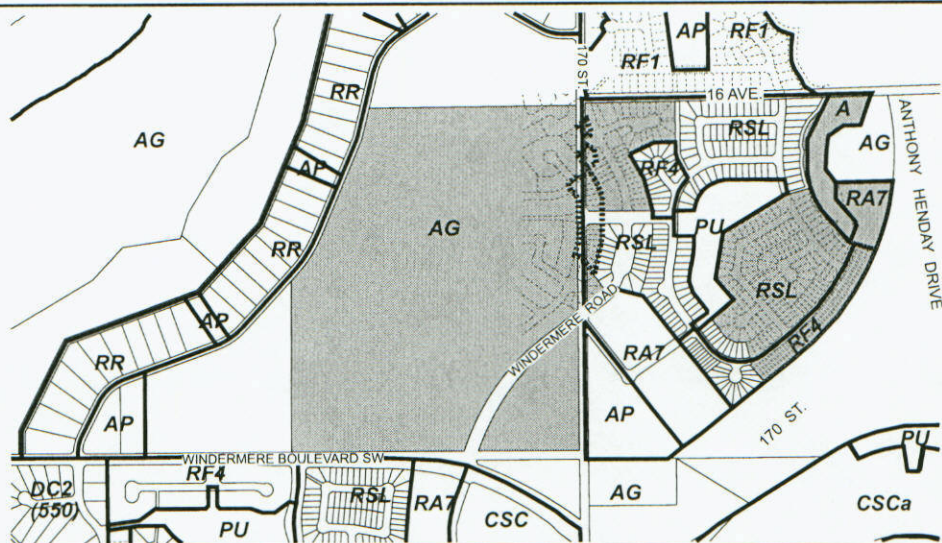 AP
RF1
RF1
170 ST.
RR
16 AVE.
A
AG
RSL
AG
ANTHONY HENDAY DRIVE
AP
RF4
RA7
AG
PU
RR
RSL
RSL
AP
WINDERMERE ROAD
RF4
RR
RA7
AP
AP
170 ST.
PU
WINDERMERE BOULEVARD SW
RF4
DC2
(550)
RSL
RA7
AG
CSCa
PU
CSC